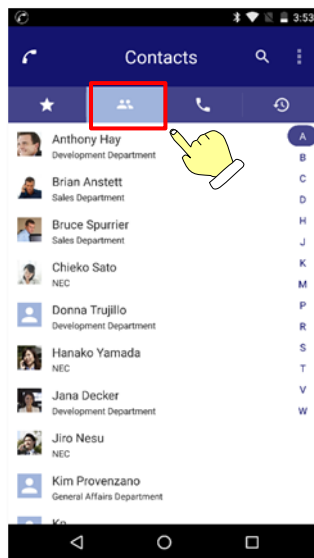 3:53
Contacts
Anthony Hay
Development Department
A
B
Brian Anstett
Sales Department
C
D
Bruce Spurrier
Sales Department
H
J
Chieko Sato
NEC
K
M
Donna Trujillo
Development Department
P
R
Hanako Yamada
NEC
S
T
Jana Decker
Development Department
V
W
Jiro Nesu
NEC
Kim Provenzano
General Affairs Department